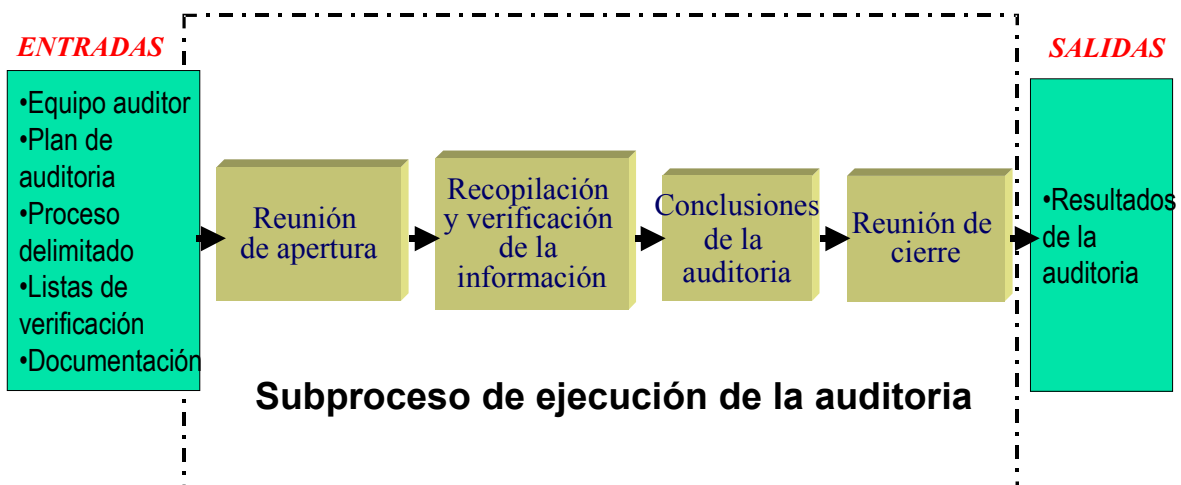 ENTRADAS
•Equipo auditor
•Plan de
auditoria
•Proceso
delimitado
•Listas de
verificación
•Documentación
Reunión
de apertura
Recopilación
y verificación
de la
información
Conclusiones
de la
auditoria
Reunión de
cierre
SALIDAS
•Resultados
de la
auditoria
Subproceso de ejecución de la auditoria